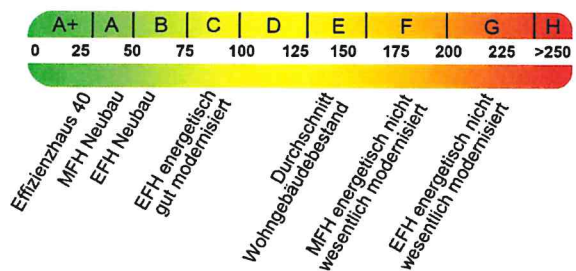 A+ A B C D E F G H
0 25 50 75 100 125 150 175 200 225 >250
Effizienzhaus 40
MFH Neubau
EFH Neubau
EFH energetisch
gut modernisiert
Durchschnitt
Wohngebäudebestand
MFH energetisch nicht
wesentlich modernisiert
EFH energetisch nicht
wesentlich modernisiert